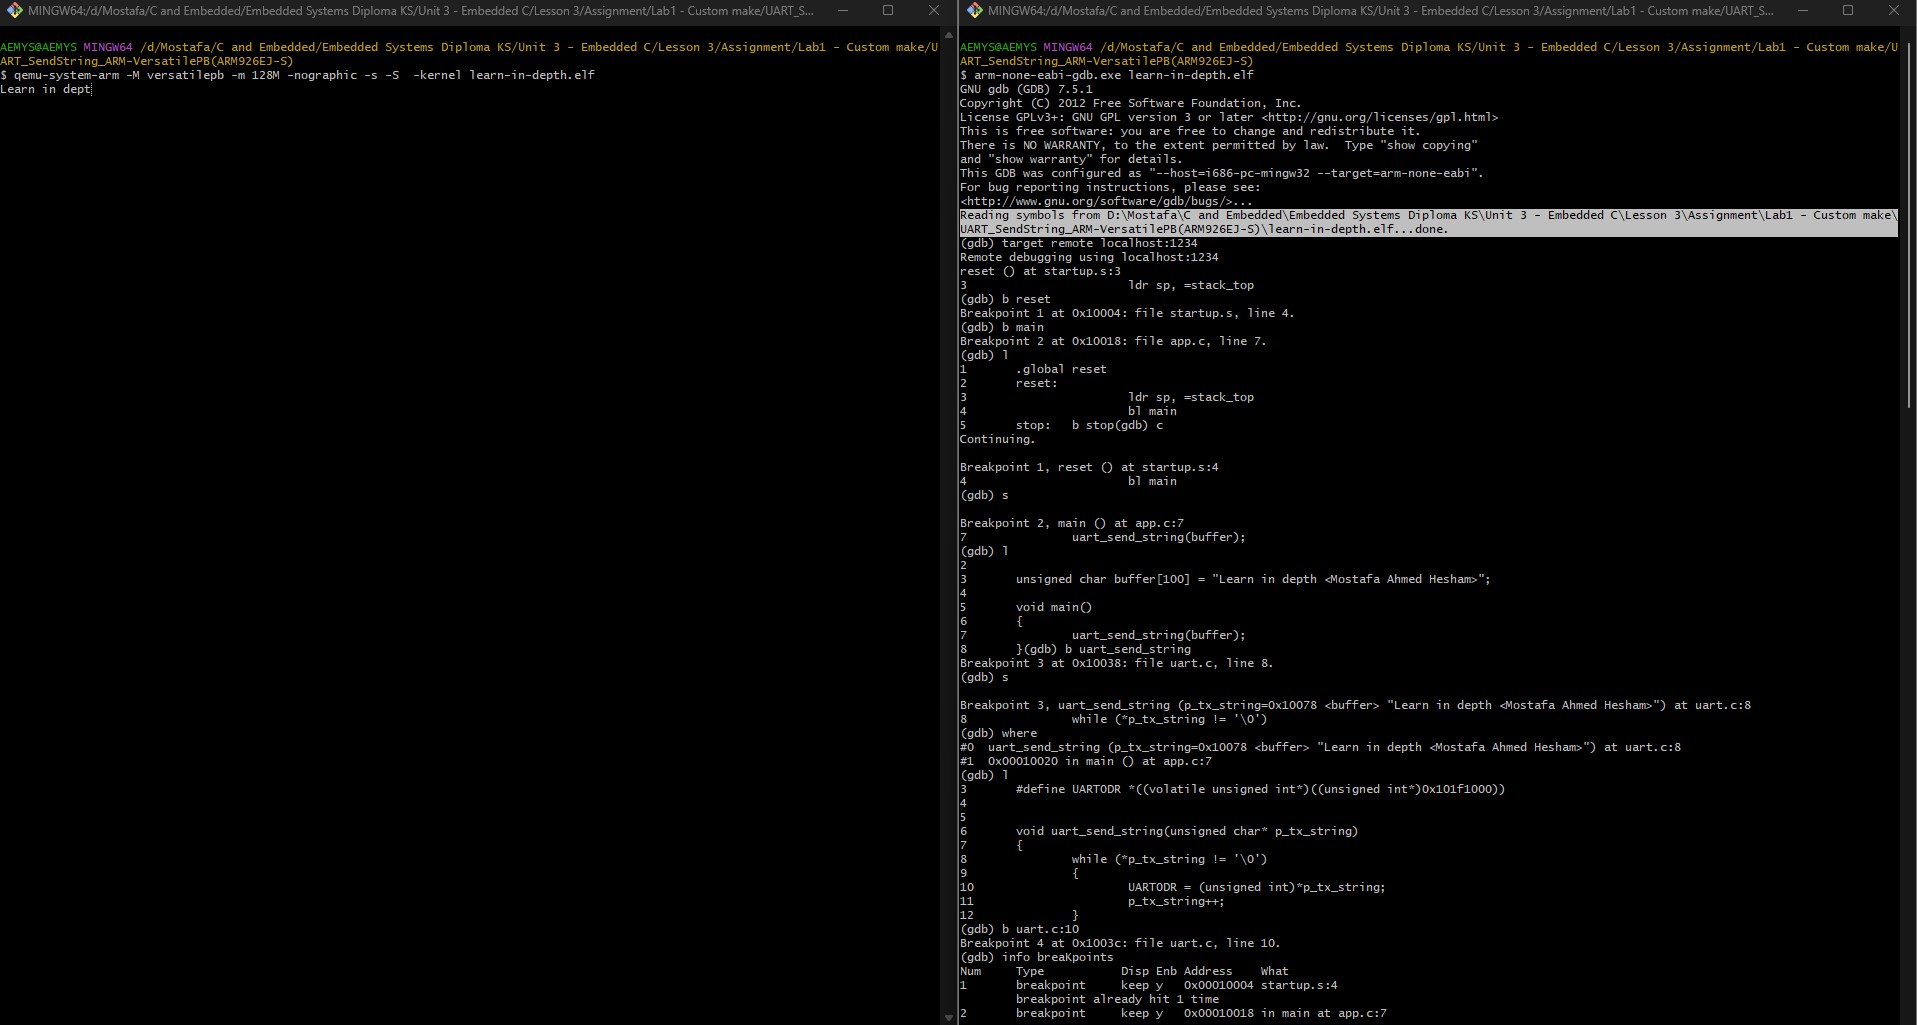 MINGW64:/d/Mostafa/C and Embedded/Embedded Systems Diploma KS/Unit 3 - Embedded C/Lesson 3/Assignment/Lab1 - Custom make/UART_S...
AEMYS@AEMYS MINGW64 /d/Mostafa/C and Embedded/Embedded Systems Diploma KS/Unit 3 - Embedded C/Lesson 3/Assignment/Lab1 - Custom make/U
ART_SendString_ARM-VersatilePB(ARM926EJ-S)
$ qemu-system-arm -M versatilepb -m 128M -nographic -s -S  -kernel learn-in-depth.elf
Learn in dept
MINGW64:/d/Mostafa/C and Embedded/Embedded Systems Diploma KS/Unit 3 - Embedded C/Lesson 3/Assignment/Lab1 - Custom make/UART_S...
AEMYS@AEMYS MINGW64 /d/Mostafa/C and Embedded/Embedded Systems Diploma KS/Unit 3 - Embedded C/Lesson 3/Assignment/Lab1 - Custom make/U
ART_SendString_ARM-VersatilePB(ARM926EJ-S)
$ arm-none-eabi-gdb.exe learn-in-depth.elf
GNU gdb (GDB) 7.5.1
Copyright (C) 2012 Free Software Foundation, Inc.
License GPLv3+: GNU GPL version 3 or later <http://gnu.org/licenses/gpl.html>
This is free software: you are free to change and redistribute it.
There is NO WARRANTY, to the extent permitted by law.  Type "show copying"
and "show warranty" for details.
This GDB was configured as "--host=i686-pc-mingw32 --target=arm-none-eabi".
For bug reporting instructions, please see:
<http://www.gnu.org/software/gdb/bugs/>...
Reading symbols from D:\Mostafa\C and Embedded\Embedded Systems Diploma KS\Unit 3 - Embedded C\Lesson 3\Assignment\Lab1 - Custom make\
UART_SendString_ARM-VersatilePB(ARM926EJ-S)\learn-in-depth.elf...done.
(gdb) target remote localhost:1234
Remote debugging using localhost:1234
reset () at startup.s:3
3 ldr sp, =stack_top
(gdb) b reset
Breakpoint 1 at 0x10004: file startup.s, line 4.
(gdb) b main
Breakpoint 2 at 0x10018: file app.c, line 7.
(gdb) l
1 .global reset
2 reset:
3 ldr sp, =stack_top
4 bl main
5 stop: b stop(gdb) c
Continuing.
Breakpoint 1, reset () at startup.s:4
4 bl main
(gdb) s
Breakpoint 2, main () at app.c:7
7 uart_send_string(buffer);
(gdb) l
2
3 unsigned char buffer[100] = "Learn in depth <Mostafa Ahmed Hesham>";
4
5 void main()
6 {
7 uart_send_string(buffer);
8 }(gdb) b uart_send_string
Breakpoint 3 at 0x10038: file uart.c, line 8.
(gdb) s
Breakpoint 3, uart_send_string (p_tx_string=0x10078 <buffer> "Learn in depth <Mostafa Ahmed Hesham>") at uart.c:8
8 while (*p_tx_string != '\0')
(gdb) where
#0  uart_send_string (p_tx_string=0x10078 <buffer> "Learn in depth <Mostafa Ahmed Hesham>") at uart.c:8
#1  0x00010020 in main () at app.c:7
(gdb) l
3 #define UART0DR *((volatile unsigned int*)((unsigned int*)0x101f1000))
4
5
6 void uart_send_string(unsigned char* p_tx_string)
7 {
8 while (*p_tx_string != '\0')
9 {
10 UART0DR = (unsigned int)*p_tx_string;
11 p_tx_string++;
12 }
(gdb) b uart.c:10
Breakpoint 4 at 0x1003c: file uart.c, line 10.
(gdb) info breaKpoints
Num Type Disp Enb Address What
1 breakpoint keep y 0x00010004 startup.s:4
breakpoint already hit 1 time
2 breakpoint keep y 0x00010018 in main at app.c:7